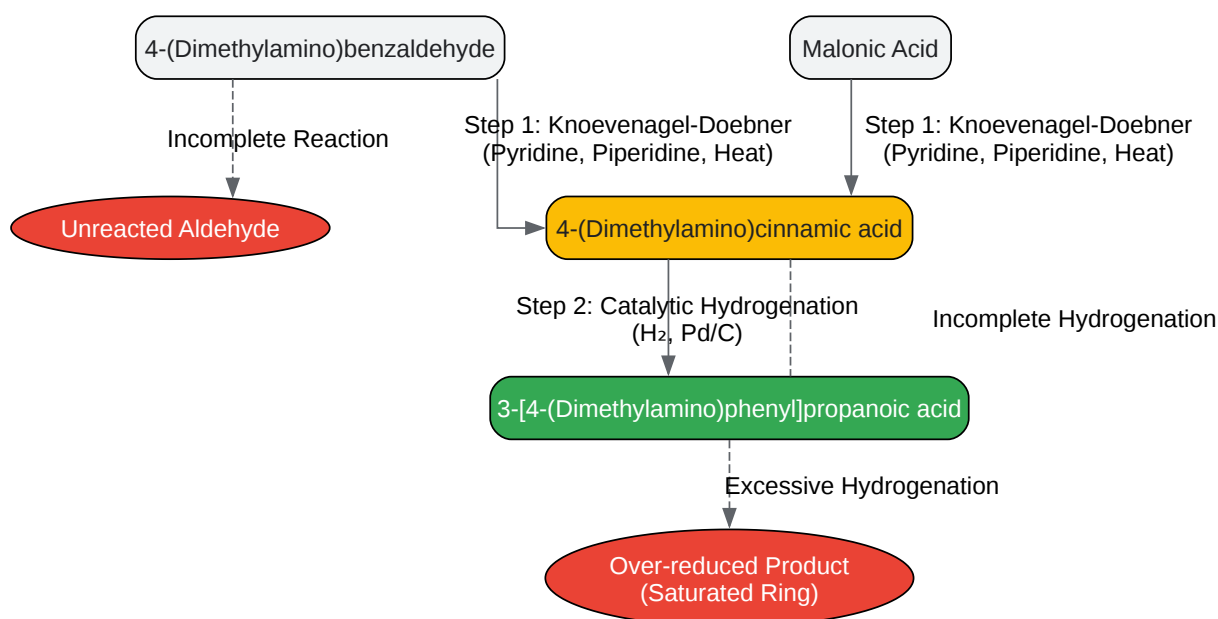 4-(Dimethylamino)benzaldehyde
Malonic Acid
Incomplete Reaction
Step 1: Knoevenagel-Doebner
(Pyridine, Piperidine, Heat)
Step 1: Knoevenagel-Doebner
(Pyridine, Piperidine, Heat)
Unreacted Aldehyde
4-(Dimethylamino)cinnamic acid
Step 2: Catalytic Hydrogenation
(H₂, Pd/C)
Incomplete Hydrogenation
3-[4-(Dimethylamino)phenyl]propanoic acid
Excessive Hydrogenation
Over-reduced Product
(Saturated Ring)